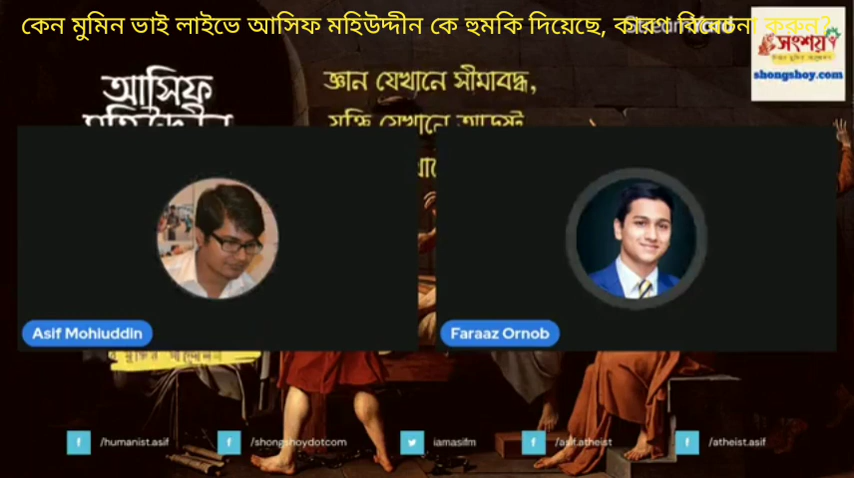 কেন মুমিন ভাই লাইভে আসিফ মহিউদ্দীন কে হুমকি দিয়েছে, কারণ বিবেচনা করুন?
সংশয়
shongshoy.com
আসিফ
জ্ঞান যেখানে সীমাবদ্ধ,
যুক্তি যেখানে আড়ষ্ট
Asif Mohiuddin
Faraaz Ornob
/humanist.asif
/shongshoydotcom
iamasifm
/asif.atheist
/atheist.asif